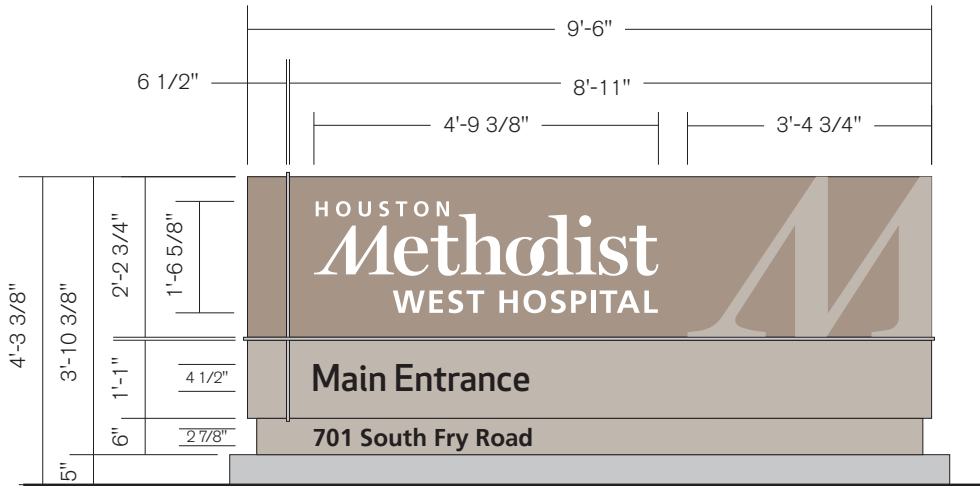 9'-6"
6 1/2"
8'-11"
4'-9 3/8"
3'-4 3/4"
4'-3 3/8"
3'-10 3/8"
2'-2 3/4"
1'-6 5/8"
HOUSTON
Methodist
WEST HOSPITAL
M
1'-1"
4 1/2"
Main Entrance
6"
2 7/8"
701 South Fry Road
5"